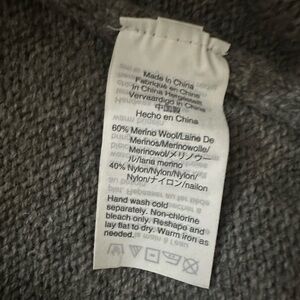 Made in China
Fabriqué en Chine
In China Hergestellt
Vervaardigd in China
中国製
Hecho en China
60% Merino Wool/Laine De
Merinos/Merinowolle/
Merinowol/メリノウー
ル/lana merino
40% Nylon/Nylon/Nylon/
Nylon/ナイロン/nailon
Hand wash cold
separately. Non-chlorine
bleach only. Reshape and
lay flat to dry. Warm iron as
needed.